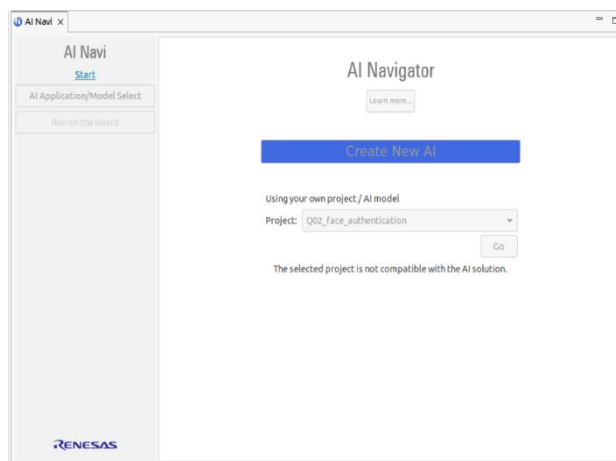 AI Navi
AI Navi
Start
AI Application/Model Select
Run on the Board
RENESAS
AI Navigator
Learn more...
Create New AI
Using your own project / AI model
Project: Q02_face_authentication
Go
The selected project is not compatible with the AI solution.